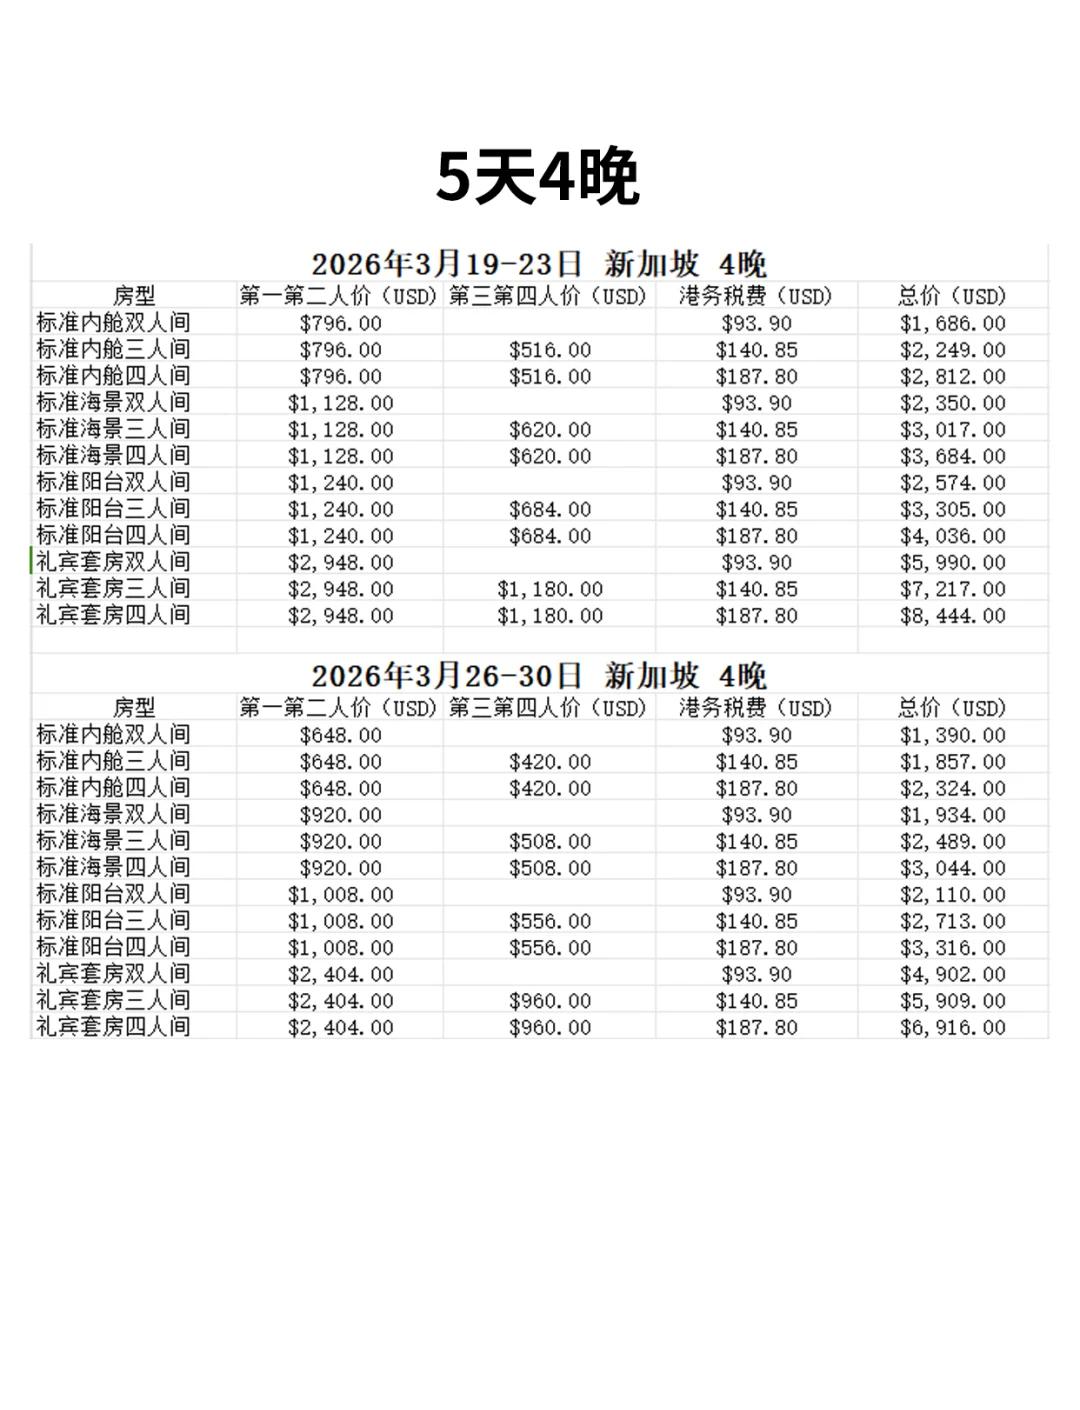 5天4晚
2026年3月19-23日 新加坡 4晚
房型 第一第二人价（USD） 第三第四人价（USD） 港务税费（USD） 总价（USD）
标准内舱双人间 $796.00 $93.90 $1,686.00
标准内舱三人间 $796.00 $516.00 $140.85 $2,249.00
标准内舱四人间 $796.00 $516.00 $187.80 $2,812.00
标准海景双人间 $1,128.00 $93.90 $2,350.00
标准海景三人间 $1,128.00 $620.00 $140.85 $3,017.00
标准海景四人间 $1,128.00 $620.00 $187.80 $3,684.00
标准阳台双人间 $1,240.00 $93.90 $2,574.00
标准阳台三人间 $1,240.00 $684.00 $140.85 $3,305.00
标准阳台四人间 $1,240.00 $684.00 $187.80 $4,036.00
礼宾套房双人间 $2,948.00 $93.90 $5,990.00
礼宾套房三人间 $2,948.00 $1,180.00 $140.85 $7,217.00
礼宾套房四人间 $2,948.00 $1,180.00 $187.80 $8,444.00
2026年3月26-30日 新加坡 4晚
房型 第一第二人价（USD） 第三第四人价（USD） 港务税费（USD） 总价（USD）
标准内舱双人间 $648.00 $93.90 $1,390.00
标准内舱三人间 $648.00 $420.00 $140.85 $1,857.00
标准内舱四人间 $648.00 $420.00 $187.80 $2,324.00
标准海景双人间 $920.00 $93.90 $1,934.00
标准海景三人间 $920.00 $508.00 $140.85 $2,489.00
标准海景四人间 $920.00 $508.00 $187.80 $3,044.00
标准阳台双人间 $1,008.00 $93.90 $2,110.00
标准阳台三人间 $1,008.00 $556.00 $140.85 $2,713.00
标准阳台四人间 $1,008.00 $556.00 $187.80 $3,316.00
礼宾套房双人间 $2,404.00 $93.90 $4,902.00
礼宾套房三人间 $2,404.00 $960.00 $140.85 $5,909.00
礼宾套房四人间 $2,404.00 $960.00 $187.80 $6,916.00